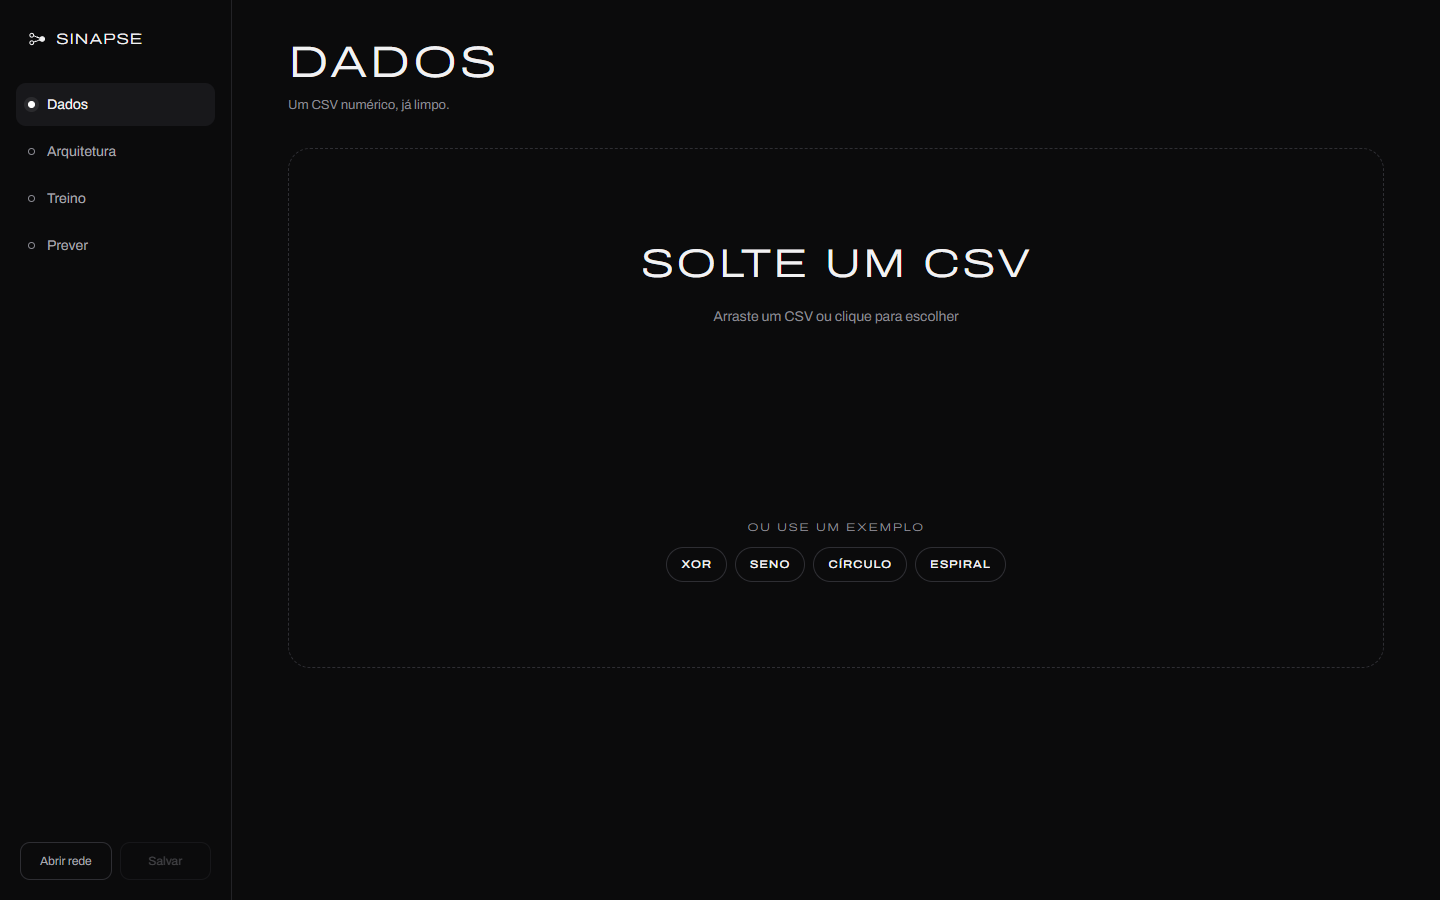 SINAPSE
Dados
Arquitetura
Treino
Prever
Abrir rede
Salvar
DADOS
Um CSV numérico, já limpo.
SOLTE UM CSV
Arraste um CSV ou clique para escolher
OU USE UM EXEMPLO
XOR
SENO
CÍRCULO
ESPIRAL